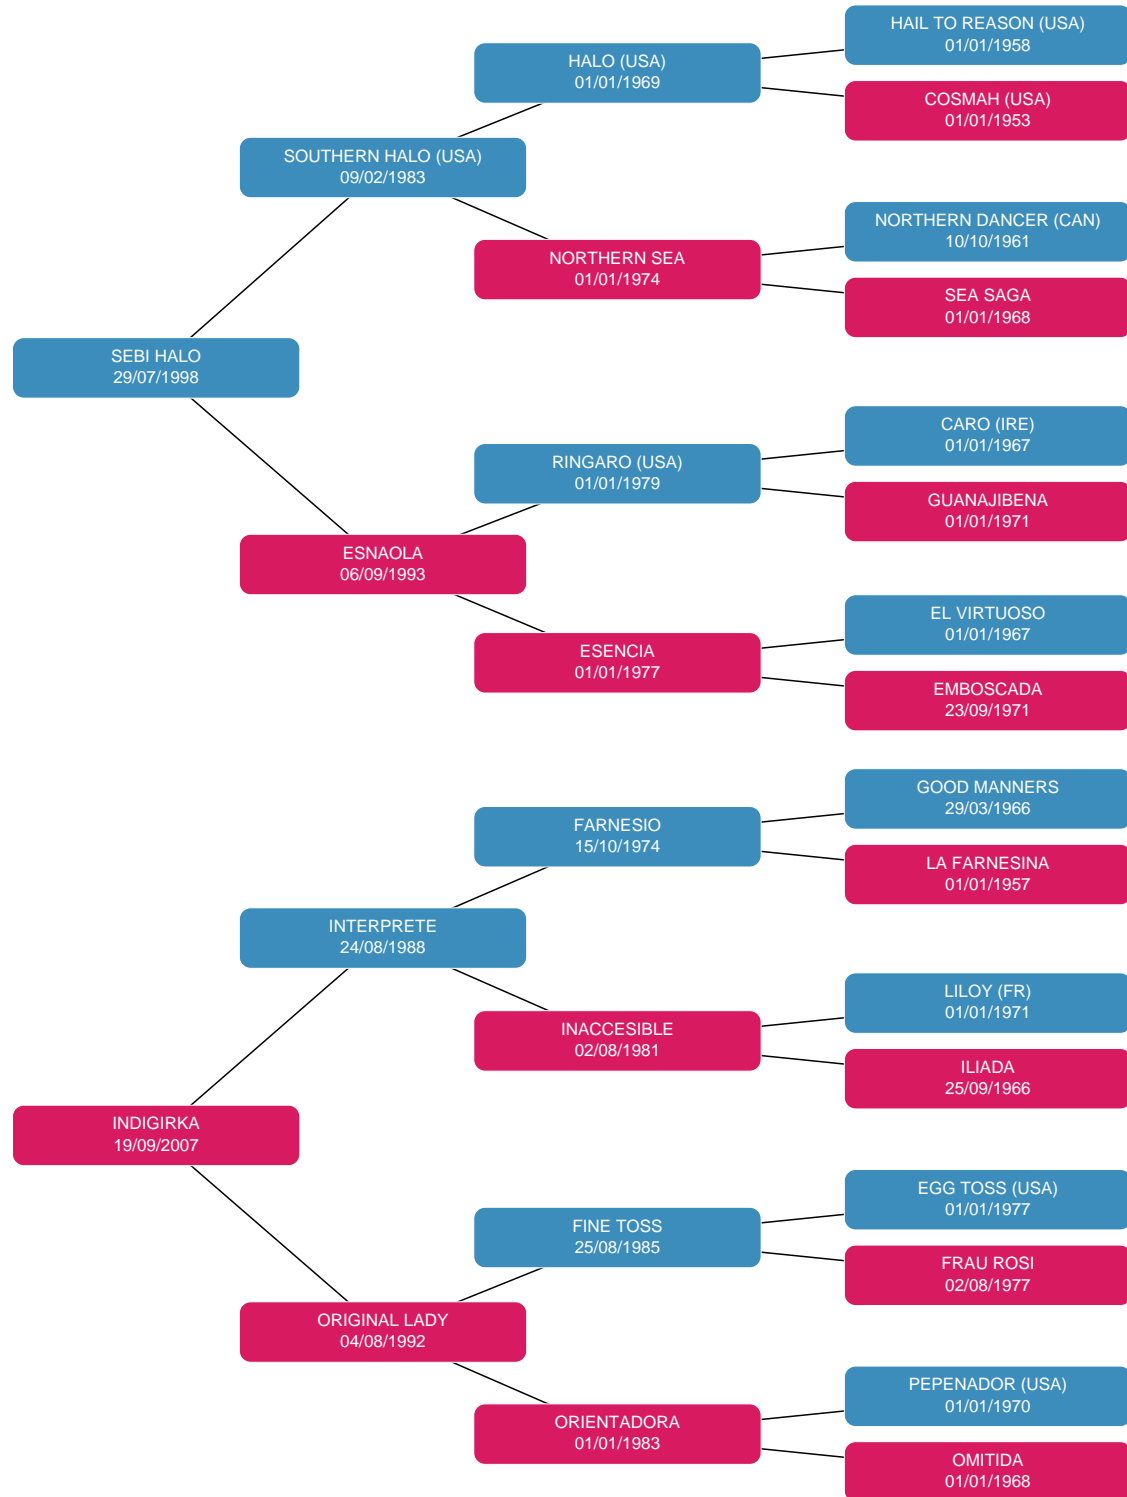 HAIL TO REASON (USA)
01/01/1958
HALO (USA)
01/01/1969
COSMAH (USA)
01/01/1953
SOUTHERN HALO (USA)
09/02/1983
NORTHERN DANCER (CAN)
10/10/1961
NORTHERN SEA
01/01/1974
SEA SAGA
01/01/1968
SEBI HALO
29/07/1998
CARO (IRE)
01/01/1967
RINGARO (USA)
01/01/1979
GUANAJIBENA
01/01/1971
ESNAOLA
06/09/1993
EL VIRTUOSO
01/01/1967
ESENCIA
01/01/1977
EMBOSCADA
23/09/1971
GOOD MANNERS
29/03/1966
FARNESIO
15/10/1974
LA FARNESINA
01/01/1957
INTERPRETE
24/08/1988
LILOY (FR)
01/01/1971
INACCESIBLE
02/08/1981
ILIADA
25/09/1966
INDIGIRKA
19/09/2007
EGG TOSS (USA)
01/01/1977
FINE TOSS
25/08/1985
FRAU ROSI
02/08/1977
ORIGINAL LADY
04/08/1992
PEPENADOR (USA)
01/01/1970
ORIENTADORA
01/01/1983
OMITIDA
01/01/1968